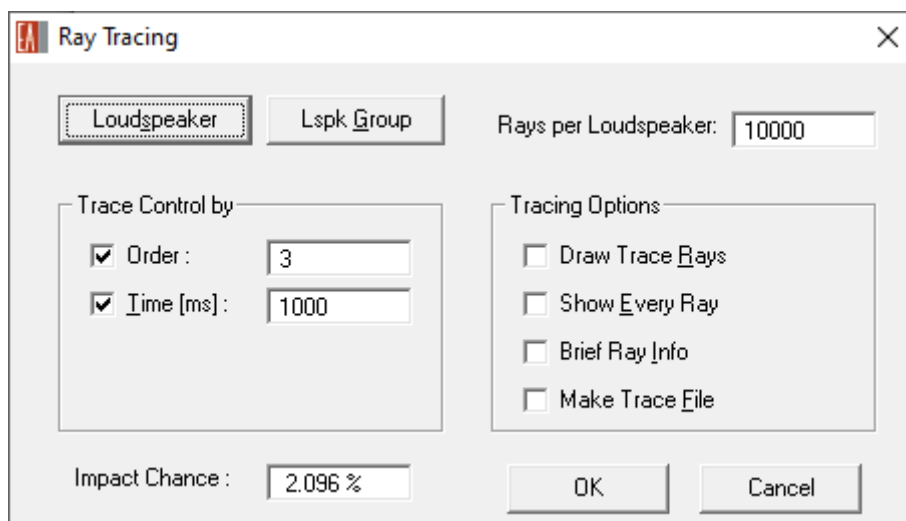 EA Ray Tracing
Loudspeaker Lspk Group Rays per Loudspeaker: 10000
Trace Control by
Order : 3
Time [ms] : 1000
Tracing Options
Draw Trace Rays
Show Every Ray
Brief Ray Info
Make Trace File
Impact Chance : 2.096 %
OK Cancel